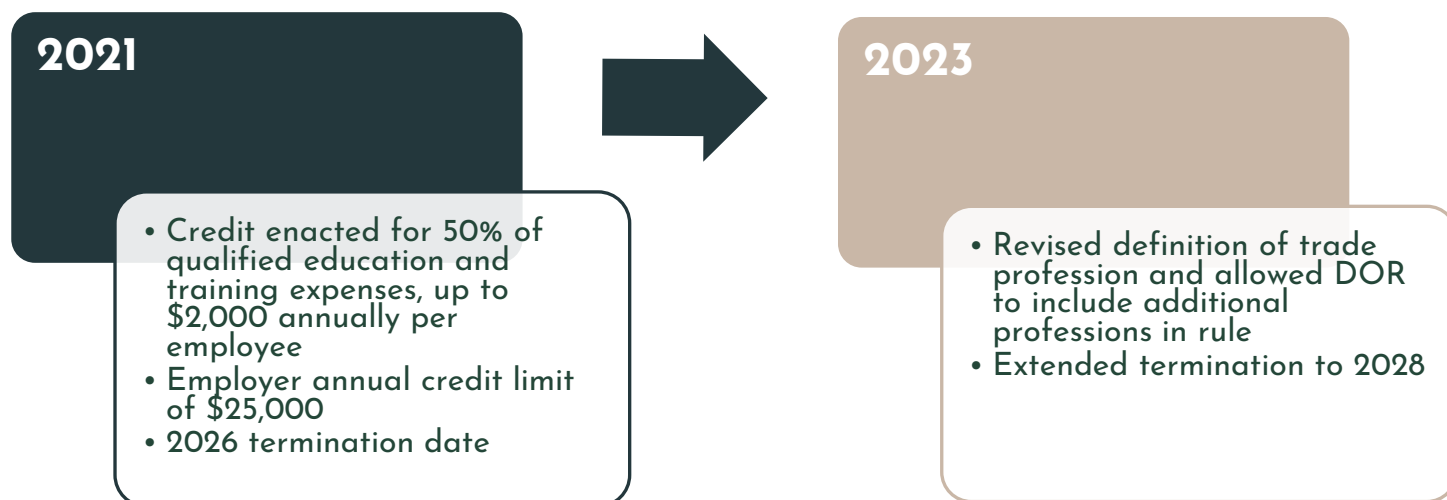 2021
• Credit enacted for 50% of
qualified education and
training expenses, up to
$2,000 annually per
employee
• Employer annual credit limit
of $25,000
• 2026 termination date
2023
• Revised definition of trade
profession and allowed DOR
to include additional
professions in rule
• Extended termination to 2028